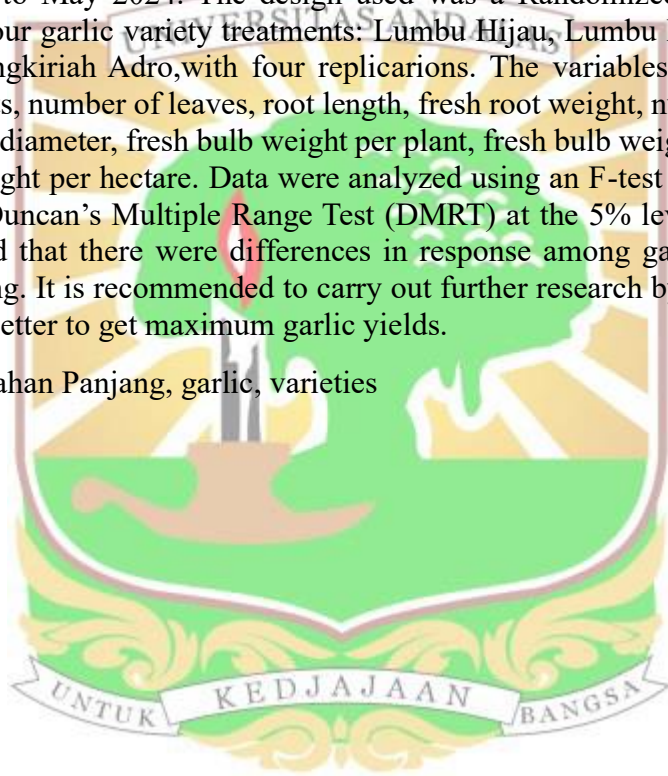 to May 2024. The design used was a Randomized
UNIVERSITAS ANDALAS
our garlic variety treatments: Lumbu Hijau, Lumbu
ngkiriah Adro,with four replicarions. The variables
s, number of leaves, root length, fresh root weight, n
diameter, fresh bulb weight per plant, fresh bulb weig
ght per hectare. Data were analyzed using an F-test
Duncan's Multiple Range Test (DMRT) at the 5% lev
d that there were differences in response among ga
ng. It is recommended to carry out further research b
etter to get maximum garlic yields.
ahan Panjang, garlic, varieties
UNTUK KEDJAJAAN BANGSA